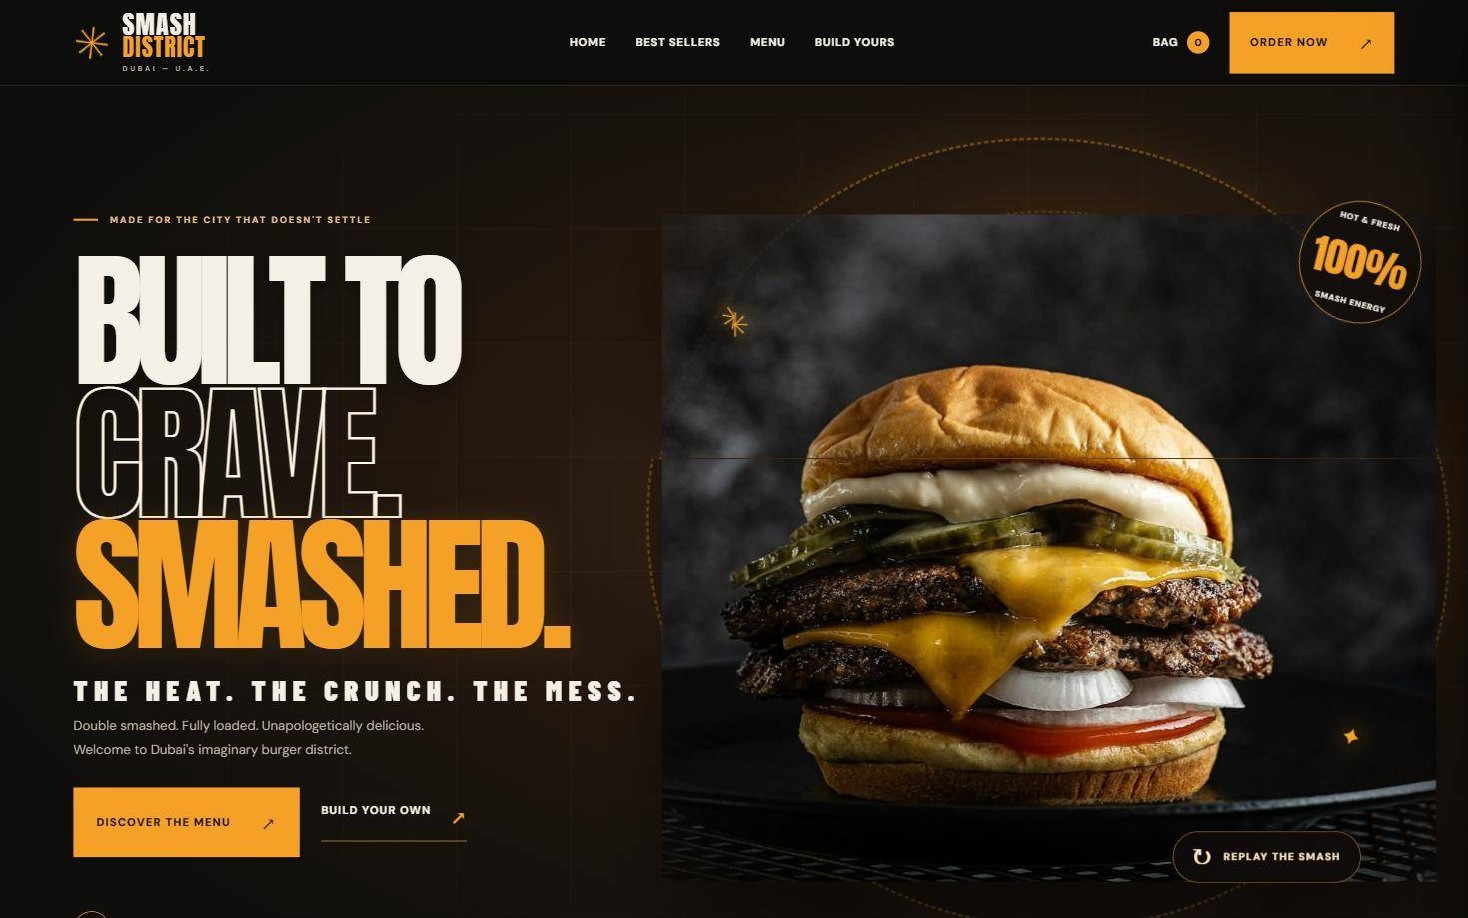 SMASH
DISTRICT
DUBAI — U.A.E.
HOME
BEST SELLERS
MENU
BUILD YOURS
BAG 0
ORDER NOW ↗
MADE FOR THE CITY THAT DOESN'T SETTLE
BUILT TO
CRAVE.
SMASHED.
THE HEAT. THE CRUNCH. THE MESS.
Double smashed. Fully loaded. Unapologetically delicious.
Welcome to Dubai's imaginary burger district.
DISCOVER THE MENU ↗
BUILD YOUR OWN ↗
HOT & FRESH
100%
SMASH ENERGY
↻ REPLAY THE SMASH